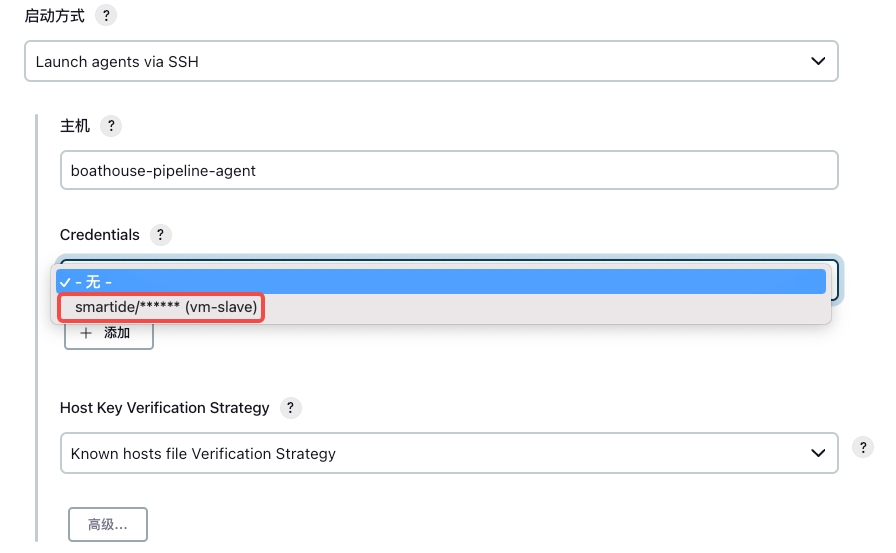 启动方式 ?
Launch agents via SSH
主机 ?
boathouse-pipeline-agent
Credentials ?
✓ - 无 -
smartide/****** (vm-slave)
+ 添加
Host Key Verification Strategy ?
Known hosts file Verification Strategy
?
高级...